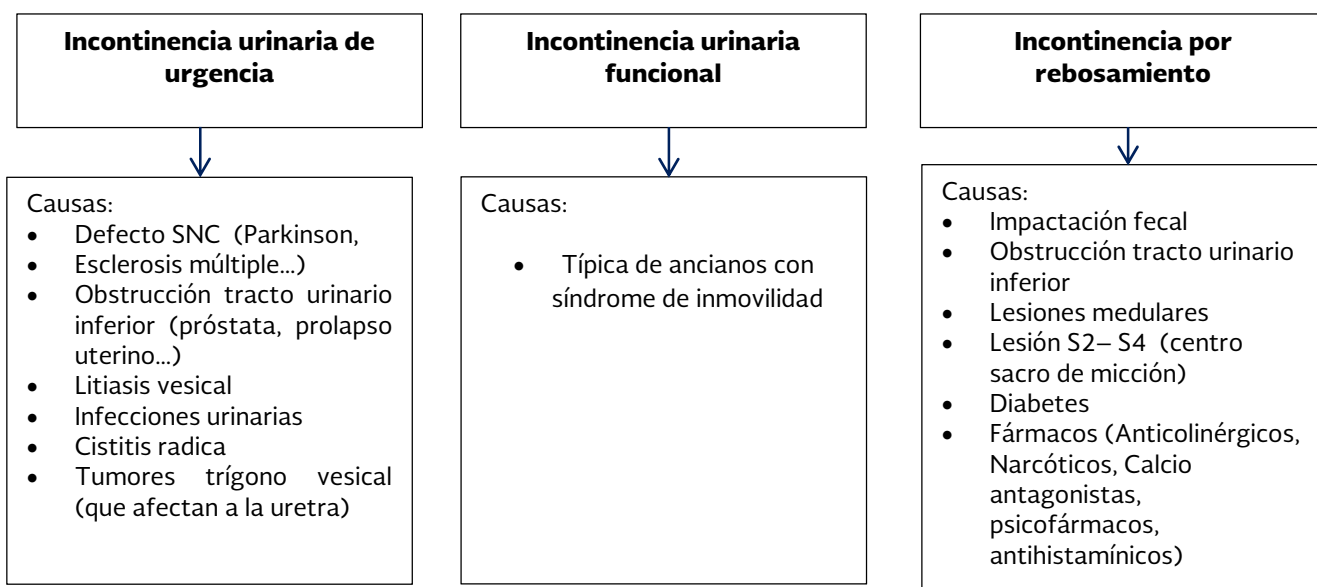 Incontinencia urinaria de
urgencia
Causas:
• Defecto SNC (Parkinson,
• Esclerosis múltiple...)
• Obstrucción tracto urinario
inferior (próstata, prolapso
uterino...)
• Litiasis vesical
• Infecciones urinarias
• Cistitis radica
• Tumores trígono vesical
(que afectan a la uretra)
Incontinencia urinaria
funcional
Causas:
• Típica de ancianos con
síndrome de inmovilidad
Incontinencia por
rebosamiento
Causas:
• Impactación fecal
• Obstrucción tracto urinario
inferior
• Lesiones medulares
• Lesión S2– S4 (centro
sacro de micción)
• Diabetes
• Fármacos (Anticolinérgicos,
Narcóticos, Calcio
antagonistas,
psicofármacos,
antihistamínicos)